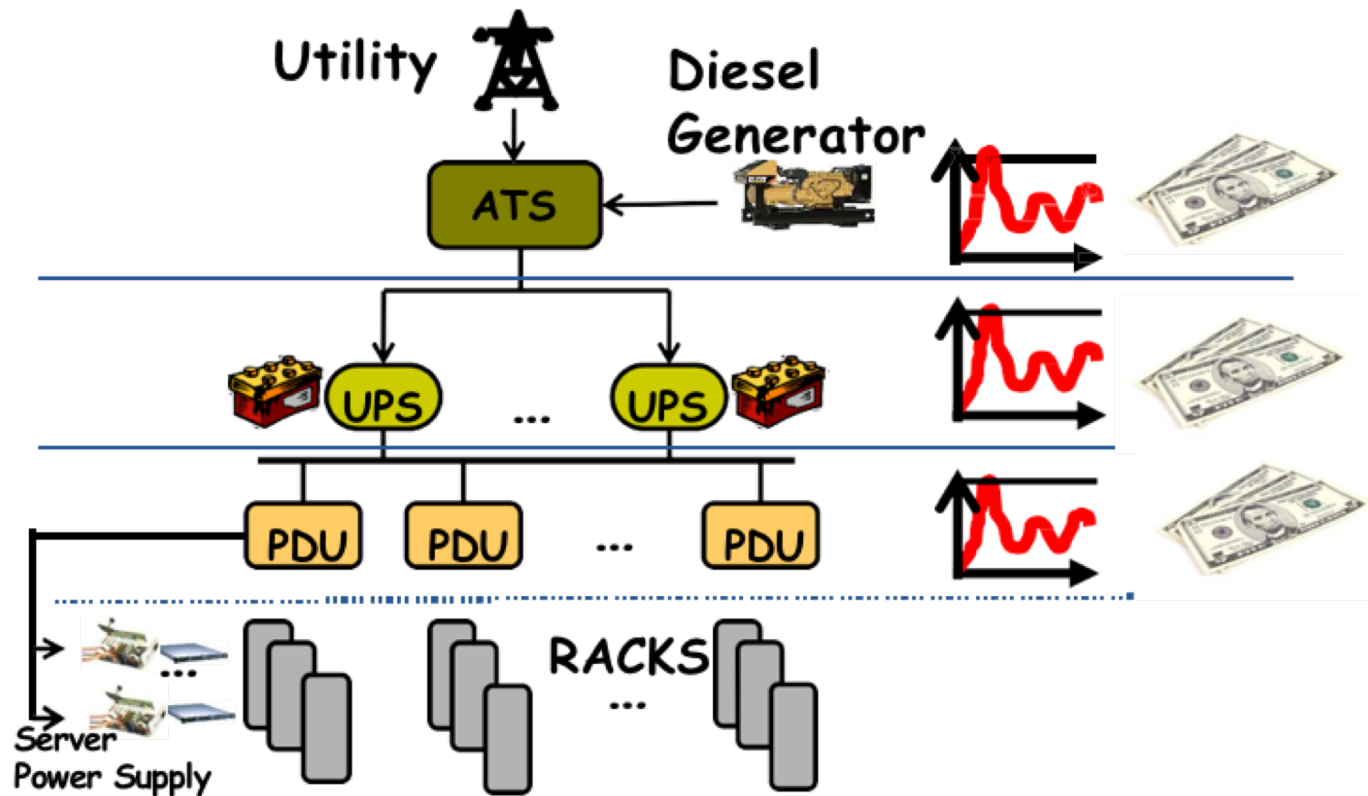 Utility
Diesel
Generator
ATS
UPS
...
UPS
PDU
PDU
...
PDU
RACKS
...
...
Server
Power Supply